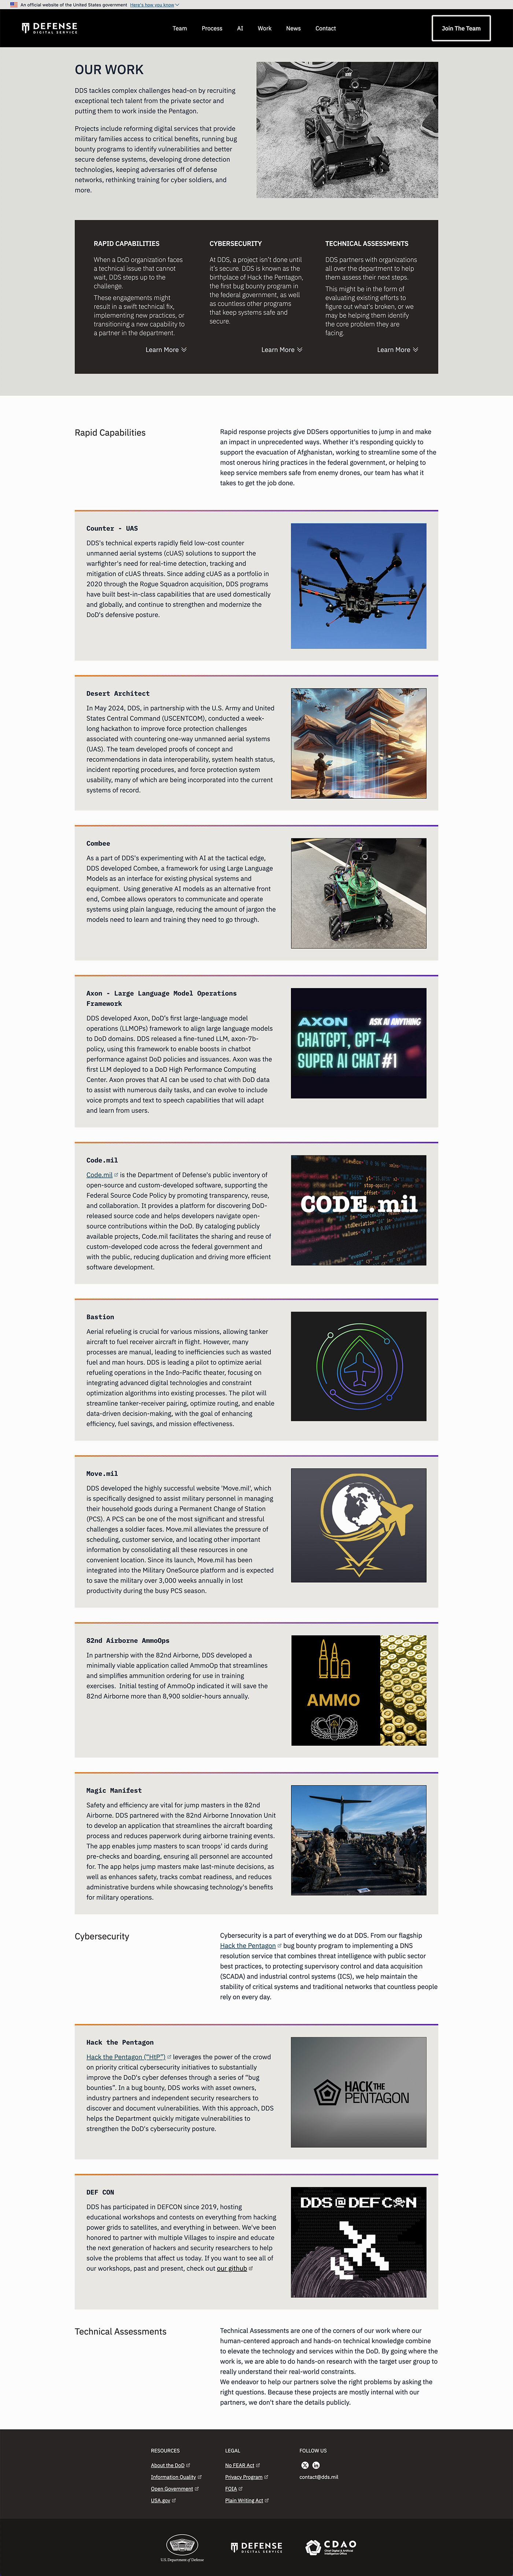 An official website of the United States government Here's how you know
DEFENSE
DIGITAL SERVICE
Team Process AI Work News Contact
Join The Team
OUR WORK
DDS tackles complex challenges head-on by recruiting
exceptional tech talent from the private sector and
putting them to work inside the Pentagon.
Projects include reforming digital services that provide
military families access to critical benefits, running bug
bounty programs to identify vulnerabilities and better
secure defense systems, developing drone detection
technologies, keeping adversaries off of defense
networks, rethinking training for cyber soldiers, and
more.
RAPID CAPABILITIES
When a DoD organization faces
a technical issue that cannot
wait, DDS steps up to the
challenge.
These engagements might
result in a swift technical fix,
implementing new practices, or
transitioning a new capability to
a partner in the department.
Learn More
CYBERSECURITY
At DDS, a project isn't done until
it's secure. DDS is known as the
birthplace of Hack the Pentagon,
the first bug bounty program in
the federal government, as well
as countless other programs
that keep systems safe and
secure.
Learn More
TECHNICAL ASSESSMENTS
DDS partners with organizations
all over the department to help
them assess their next steps.
This might be in the form of
evaluating existing efforts to
figure out what's broken, or we
may be helping them identify
the core problem they are
facing.
Learn More
Rapid Capabilities
Rapid response projects give DDSers opportunities to jump in and make
an impact in unprecedented ways. Whether it's responding quickly to
support the evacuation of Afghanistan, working to streamline some of the
most onerous hiring practices in the federal government, or helping to
keep service members safe from enemy drones, our team has what it
takes to get the job done.
Counter - UAS
DDS's technical experts rapidly field low-cost counter
unmanned aerial systems (cUAS) solutions to support the
warfighter's need for real-time detection, tracking and
mitigation of cUAS threats. Since adding cUAS as a portfolio in
2020 through the Rogue Squadron acquisition, DDS programs
have built best-in-class capabilities that are used domestically
and globally, and continue to strengthen and modernize the
DoD's defensive posture.
Desert Architect
In May 2024, DDS, in partnership with the U.S. Army and United
States Central Command (USCENTCOM), conducted a week-
long hackathon to improve force protection challenges
associated with countering one-way unmanned aerial systems
(UAS). The team developed proofs of concept and
recommendations in data interoperability, system health status,
incident reporting procedures, and force protection system
usability, many of which are being incorporated into the current
systems of record.
Combee
As a part of DDS's experimenting with AI at the tactical edge,
DDS developed Combee, a framework for using Large Language
Models as an interface for existing physical systems and
equipment. Using generative AI models as an alternative front
end, Combee allows operators to communicate and operate
systems using plain language, reducing the amount of jargon the
models need to learn and training they need to go through.
Axon - Large Language Model Operations
Framework
DDS developed Axon, DoD's first large-language model
operations (LLMOPs) framework to align large language models
to DoD domains. DDS released a fine-tuned LLM, axon-7b-
policy, using this framework to enable boosts in chatbot
performance against DoD policies and issuances. Axon was the
first LLM deployed to a DoD High Performance Computing
Center. Axon proves that AI can be used to chat with DoD data
to assist with numerous daily tasks, and can evolve to include
voice prompts and text to speech capabilities that will adapt
and learn from users.
AXON ASK AI ANYTHING
CHATGPT, GPT-4
SUPER AI CHAT #1
Code.mil
Code.mil is the Department of Defense's public inventory of
open-source and custom-developed software, supporting the
Federal Source Code Policy by promoting transparency, reuse,
and collaboration. It provides a platform for discovering DoD-
released source code and helps developers navigate open-
source contributions within the DoD. By cataloging publicly
available projects, Code.mil facilitates the sharing and reuse of
custom-developed code across the federal government and
with the public, reducing duplication and driving more efficient
software development.
CODE.mil
Bastion
Aerial refueling is crucial for various missions, allowing tanker
aircraft to fuel receiver aircraft in flight. However, many
processes are manual, leading to inefficiencies such as wasted
fuel and man hours. DDS is leading a pilot to optimize aerial
refueling operations in the Indo-Pacific theater, focusing on
integrating advanced digital technologies and constraint
optimization algorithms into existing processes. The pilot will
streamline tanker-receiver pairing, optimize routing, and enable
data-driven decision-making, with the goal of enhancing
efficiency, fuel savings, and mission effectiveness.
Move.mil
DDS developed the highly successful website 'Move.mil', which
is specifically designed to assist military personnel in managing
their household goods during a Permanent Change of Station
(PCS). A PCS can be one of the most significant and stressful
challenges a soldier faces. Move.mil alleviates the pressure of
scheduling, customer service, and locating other important
information by consolidating all these resources in one
convenient location. Since its launch, Move.mil has been
integrated into the Military OneSource platform and is expected
to save the military over 3,000 weeks annually in lost
productivity during the busy PCS season.
82nd Airborne AmmoOps
In partnership with the 82nd Airborne, DDS developed a
minimally viable application called AmmoOp that streamlines
and simplifies ammunition ordering for use in training
exercises. Initial testing of AmmoOp indicated it will save the
82nd Airborne more than 8,900 soldier-hours annually.
AMMO
Magic Manifest
Safety and efficiency are vital for jump masters in the 82nd
Airborne. DDS partnered with the 82nd Airborne Innovation Unit
to develop an application that streamlines the aircraft boarding
process and reduces paperwork during airborne training events.
The app enables jump masters to scan troops' id cards during
pre-checks and boarding, ensuring all personnel are accounted
for. The app helps jump masters make last-minute decisions, as
well as enhances safety, tracks combat readiness, and reduces
administrative burdens while showcasing technology's benefits
for military operations.
Cybersecurity
Cybersecurity is a part of everything we do at DDS. From our flagship
Hack the Pentagon bug bounty program to implementing a DNS
resolution service that combines threat intelligence with public sector
best practices, to protecting supervisory control and data acquisition
(SCADA) and industrial control systems (ICS), we help maintain the
stability of critical systems and traditional networks that countless people
rely on every day.
Hack the Pentagon
Hack the Pentagon ("HtP") leverages the power of the crowd
on priority critical cybersecurity initiatives to substantially
improve the DoD's cyber defenses through a series of "bug
bounties". In a bug bounty, DDS works with asset owners,
industry partners and independent security researchers to
discover and document vulnerabilities. With this approach, DDS
helps the Department quickly mitigate vulnerabilities to
strengthen the DoD's cybersecurity posture.
HACK THE
PENTAGON
DEF CON
DDS has participated in DEFCON since 2019, hosting
educational workshops and contests on everything from hacking
power grids to satellites, and everything in between. We've been
honored to partner with multiple Villages to inspire and educate
the next generation of hackers and security researchers to help
solve the problems that affect us today. If you want to see all of
our workshops, past and present, check out our github
DDS@DEFCON
Technical Assessments
Technical Assessments are one of the corners of our work where our
human-centered approach and hands-on technical knowledge combine
to elevate the technology and services within the DoD. By going where the
work is, we are able to do hands-on research with the target user group to
really understand their real-world constraints.
We endeavor to help our partners solve the right problems by asking the
right questions. Because these projects are mostly internal with our
partners, we don't share the details publicly.
RESOURCES
About the DoD
Information Quality
Open Government
USA.gov
LEGAL
No FEAR Act
Privacy Program
FOIA
Plain Writing Act
FOLLOW US
contact@dds.mil
U.S. Department of Defense
DEFENSE
DIGITAL SERVICE
CDAO
Chief Digital & Artificial
Intelligence Office